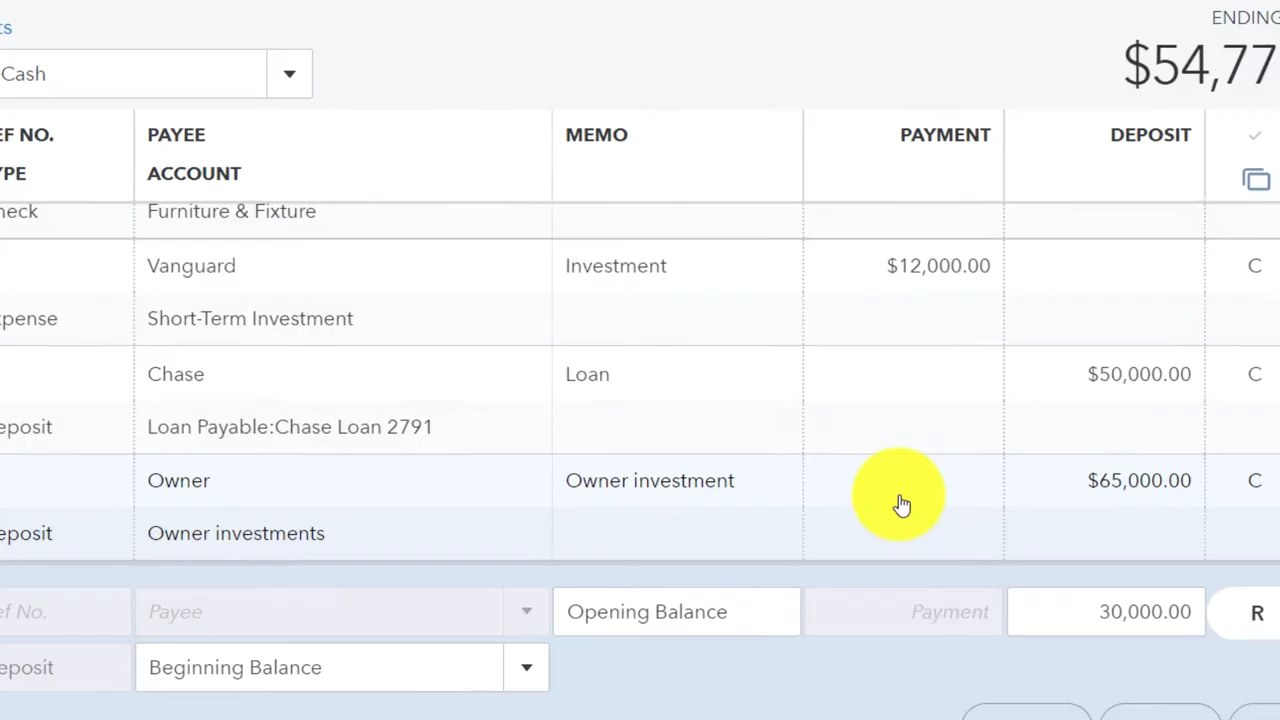 ts
ENDING
Cash
$54,77
EF NO. PAYEE MEMO PAYMENT DEPOSIT
YPE ACCOUNT
heck Furniture & Fixture
Vanguard Investment $12,000.00 C
xpense Short-Term Investment
Chase Loan $50,000.00 C
eposit Loan Payable:Chase Loan 2791
Owner Owner investment $65,000.00 C
eposit Owner investments
ef No. Payee Opening Balance Payment 30,000.00 R
eposit Beginning Balance